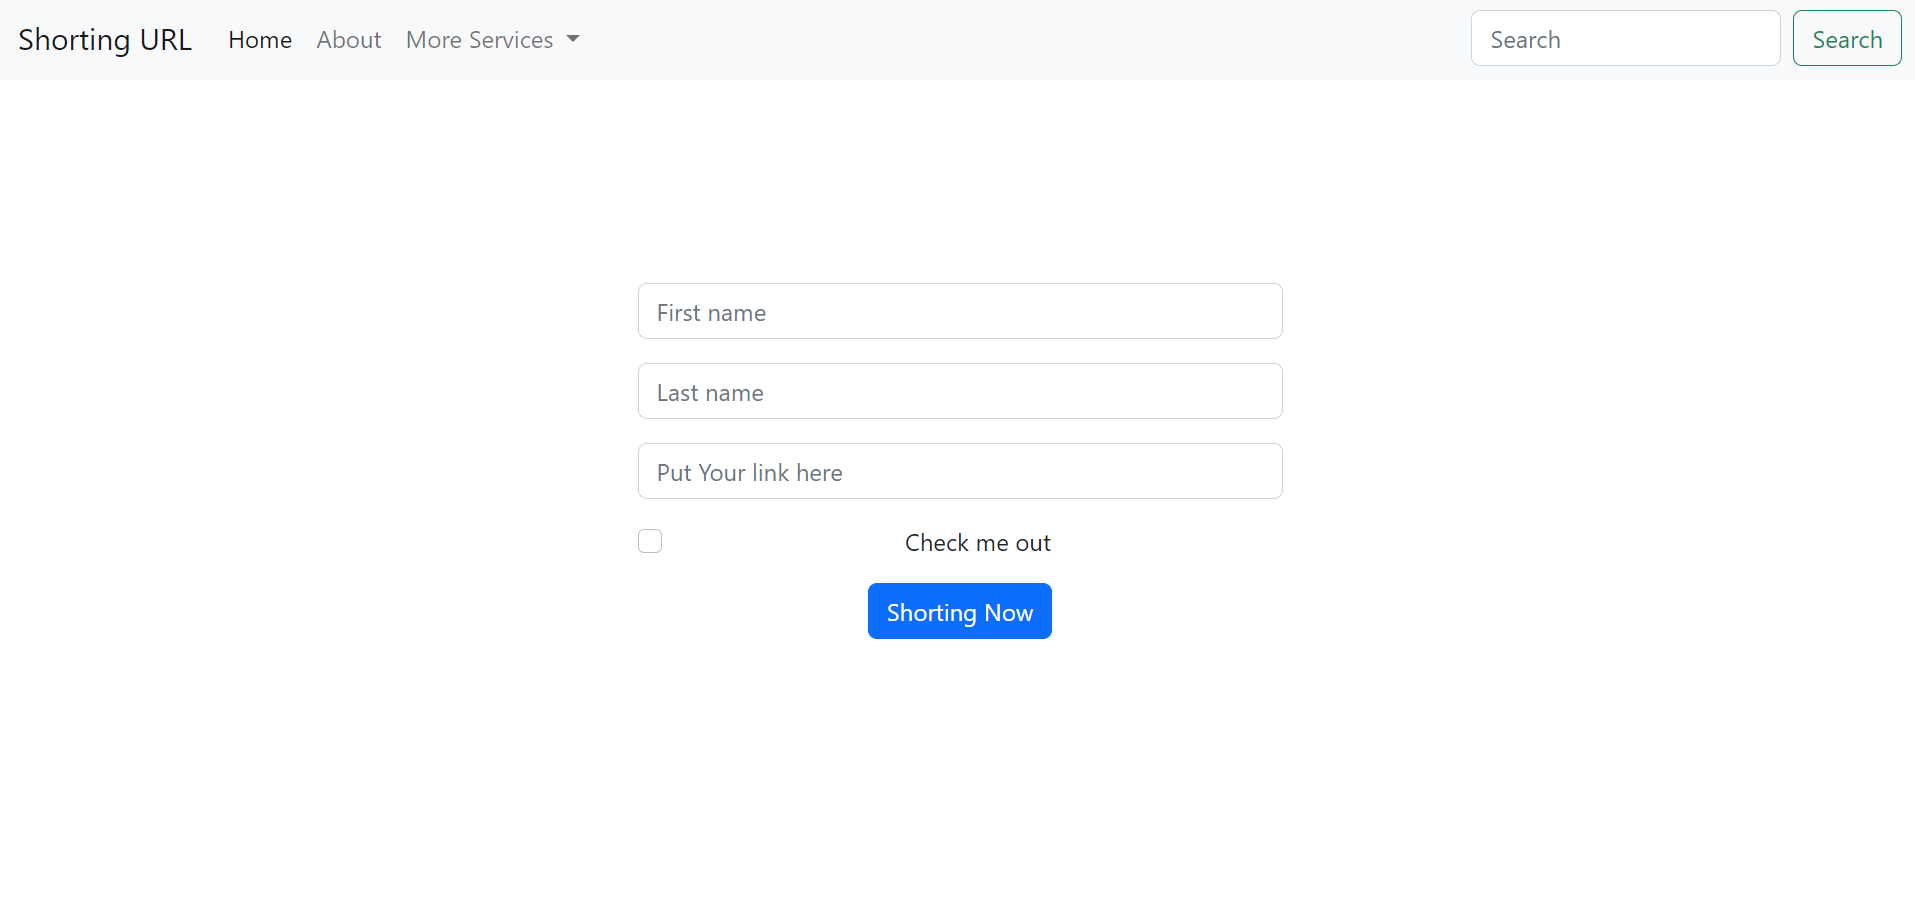 Shorting URL Home About More Services Search Search
First name
Last name
Put Your link here
Check me out
Shorting Now